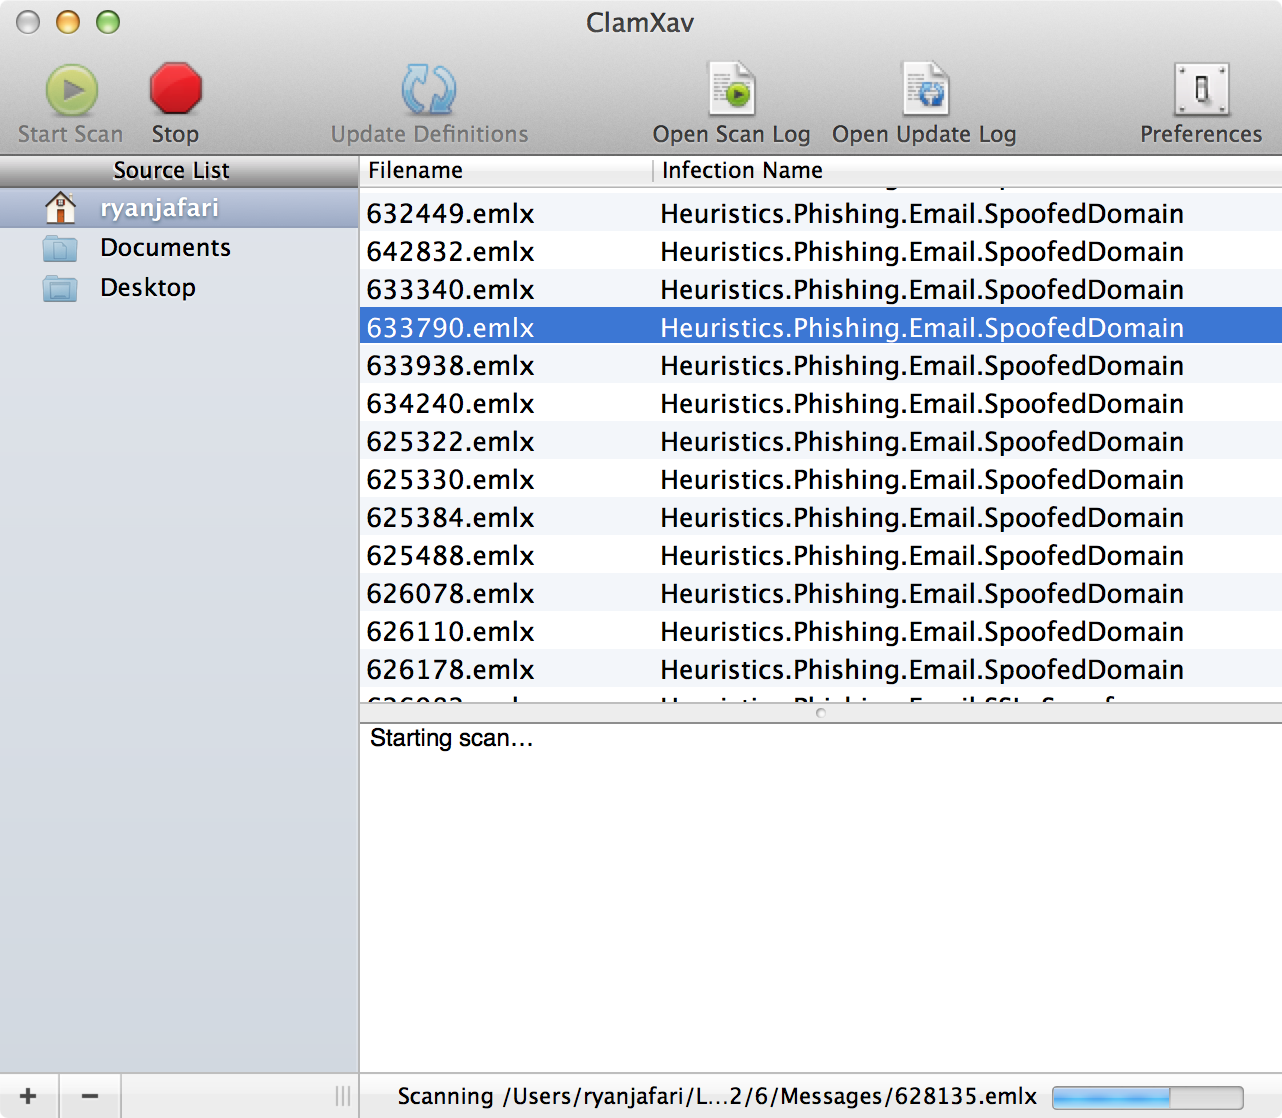 ClamXav
Start Scan
Stop
Update Definitions
Open Scan Log
Open Update Log
Preferences
Source List
ryanjafari
Documents
Desktop
Filename Infection Name
632449.emlx Heuristics.Phishing.Email.SpoofedDomain
642832.emlx Heuristics.Phishing.Email.SpoofedDomain
633340.emlx Heuristics.Phishing.Email.SpoofedDomain
633790.emlx Heuristics.Phishing.Email.SpoofedDomain
633938.emlx Heuristics.Phishing.Email.SpoofedDomain
634240.emlx Heuristics.Phishing.Email.SpoofedDomain
625322.emlx Heuristics.Phishing.Email.SpoofedDomain
625330.emlx Heuristics.Phishing.Email.SpoofedDomain
625384.emlx Heuristics.Phishing.Email.SpoofedDomain
625488.emlx Heuristics.Phishing.Email.SpoofedDomain
626078.emlx Heuristics.Phishing.Email.SpoofedDomain
626110.emlx Heuristics.Phishing.Email.SpoofedDomain
626178.emlx Heuristics.Phishing.Email.SpoofedDomain
Starting scan...
Scanning /Users/ryanjafari/L...2/6/Messages/628135.emlx